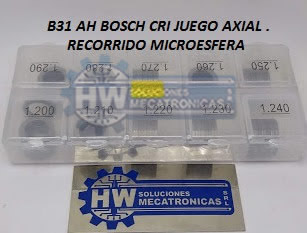 B31 AH BOSCH CRI JUEGO AXIAL .
RECORRIDO MICROESFERA
1.290 1.280 1.270 1.260 1.250
1.200 1.210 1.220 1.230 1.240
HW
SOLUCIONES
MECATRONICAS
SRL
HW
SOLUCIONES
MECATRONICAS
SRL